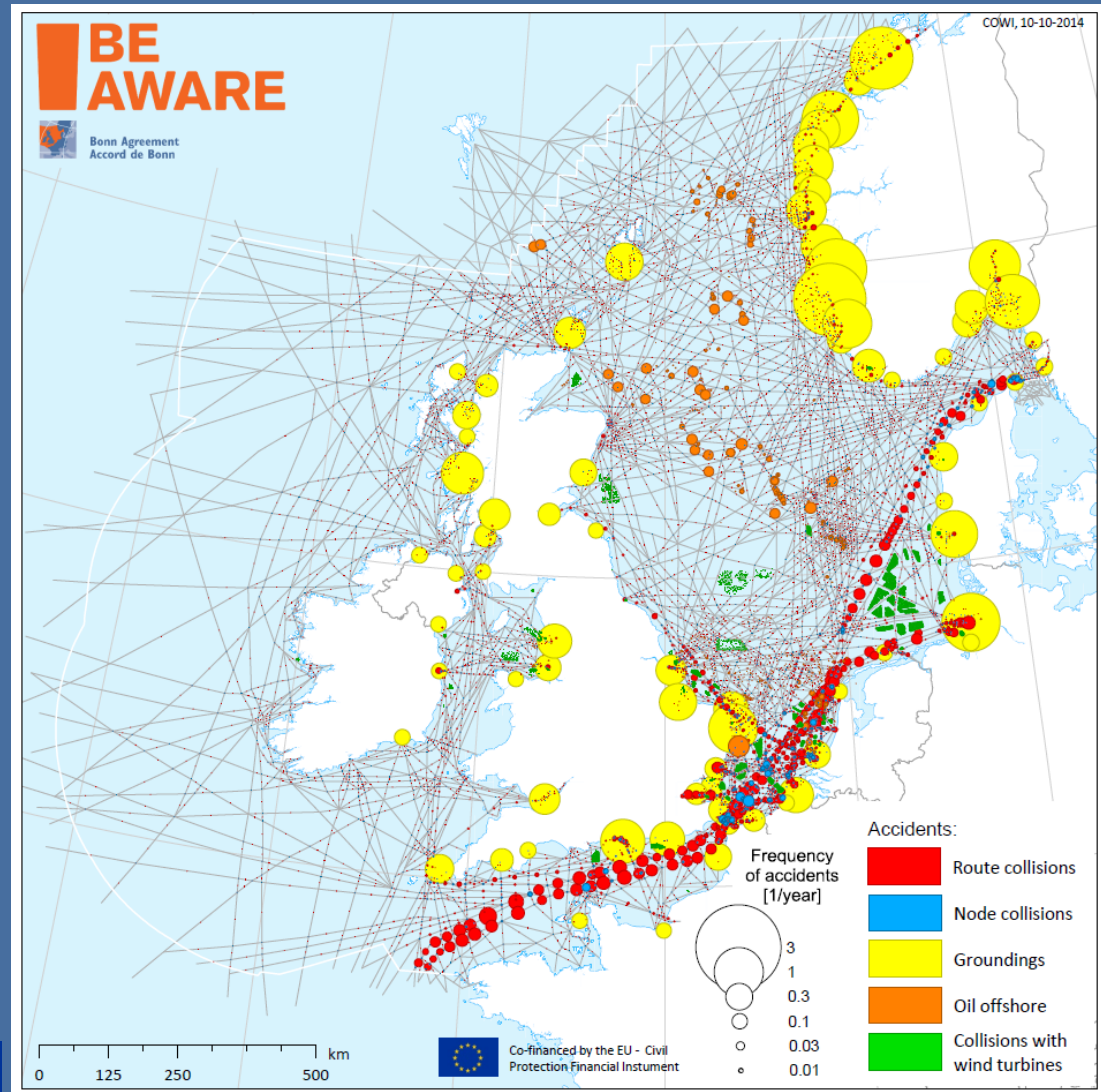 COWI, 10-10-2014
BE
AWARE
Bonn Agreement
Accord de Bonn
Accidents:
Route collisions
Node collisions
Groundings
Oil offshore
Collisions with
wind turbines
Frequency
of accidents
[1/year]
3
1
0.3
0.1
0.03
0.01
0 125 250 500 km
Co-financed by the EU - Civil
Protection Financial Instument